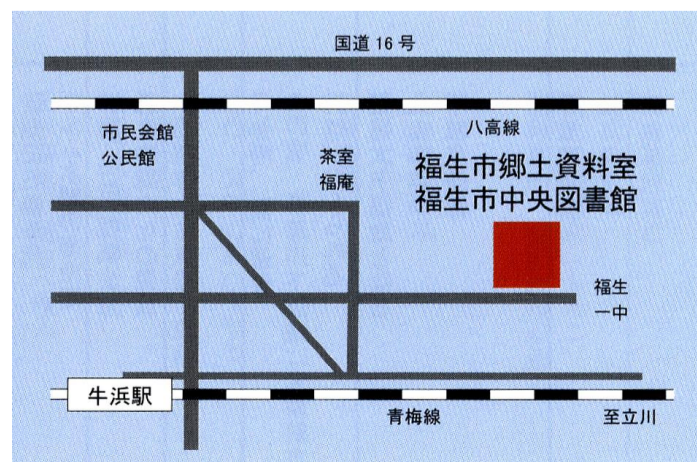 国道 16 号
八高線
市民会館
公民館
茶室
福庵
福生市郷土資料室
福生市中央図書館
福生
一中
牛浜駅
青梅線
至立川